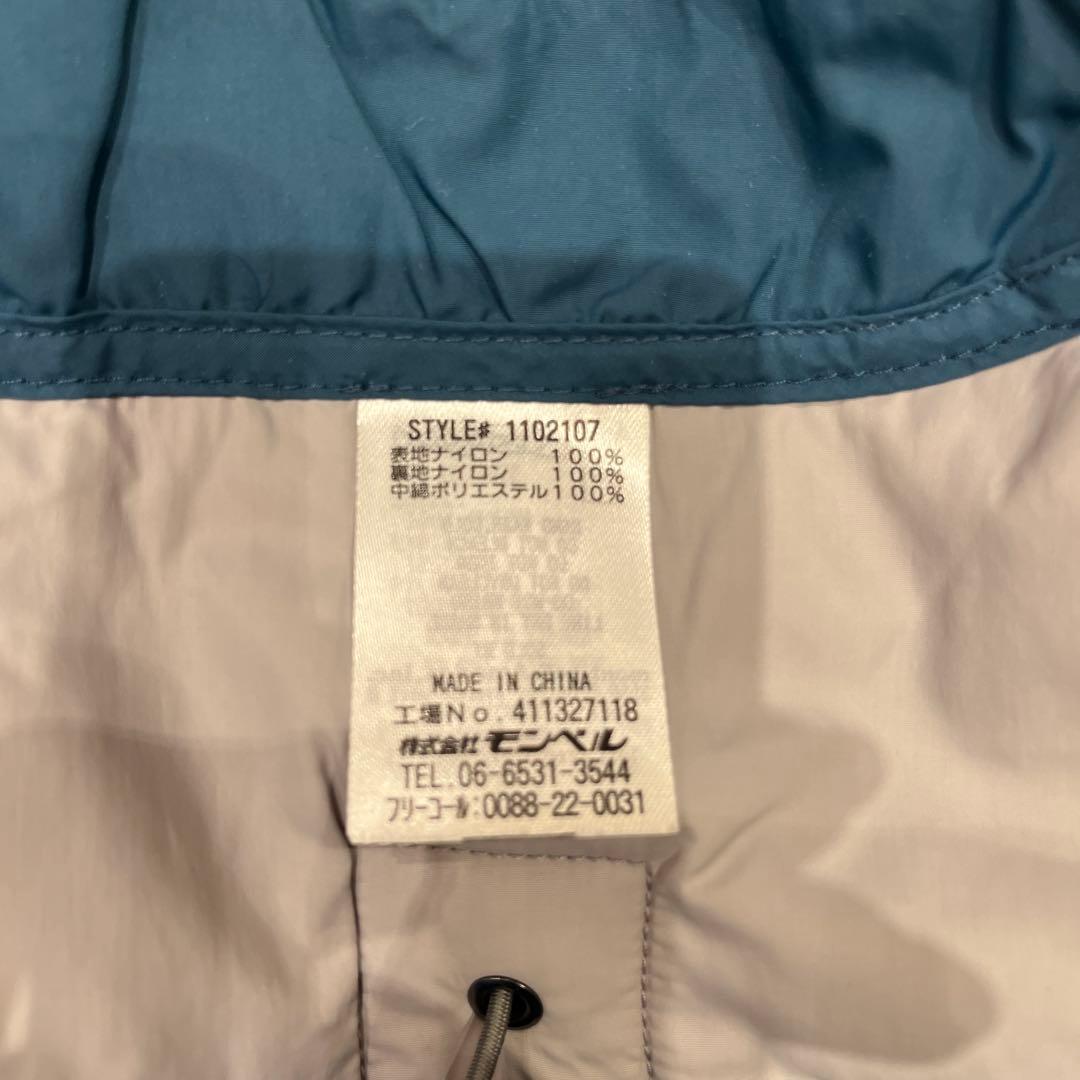 STYLE# 1102107
表地ナイロン 100%
裏地ナイロン 100%
中綿ポリエステル100%
MADE IN CHINA
工場No.411327118
株式会社モンベル
TEL.06-6531-3544
フリーコール:0088-22-0031